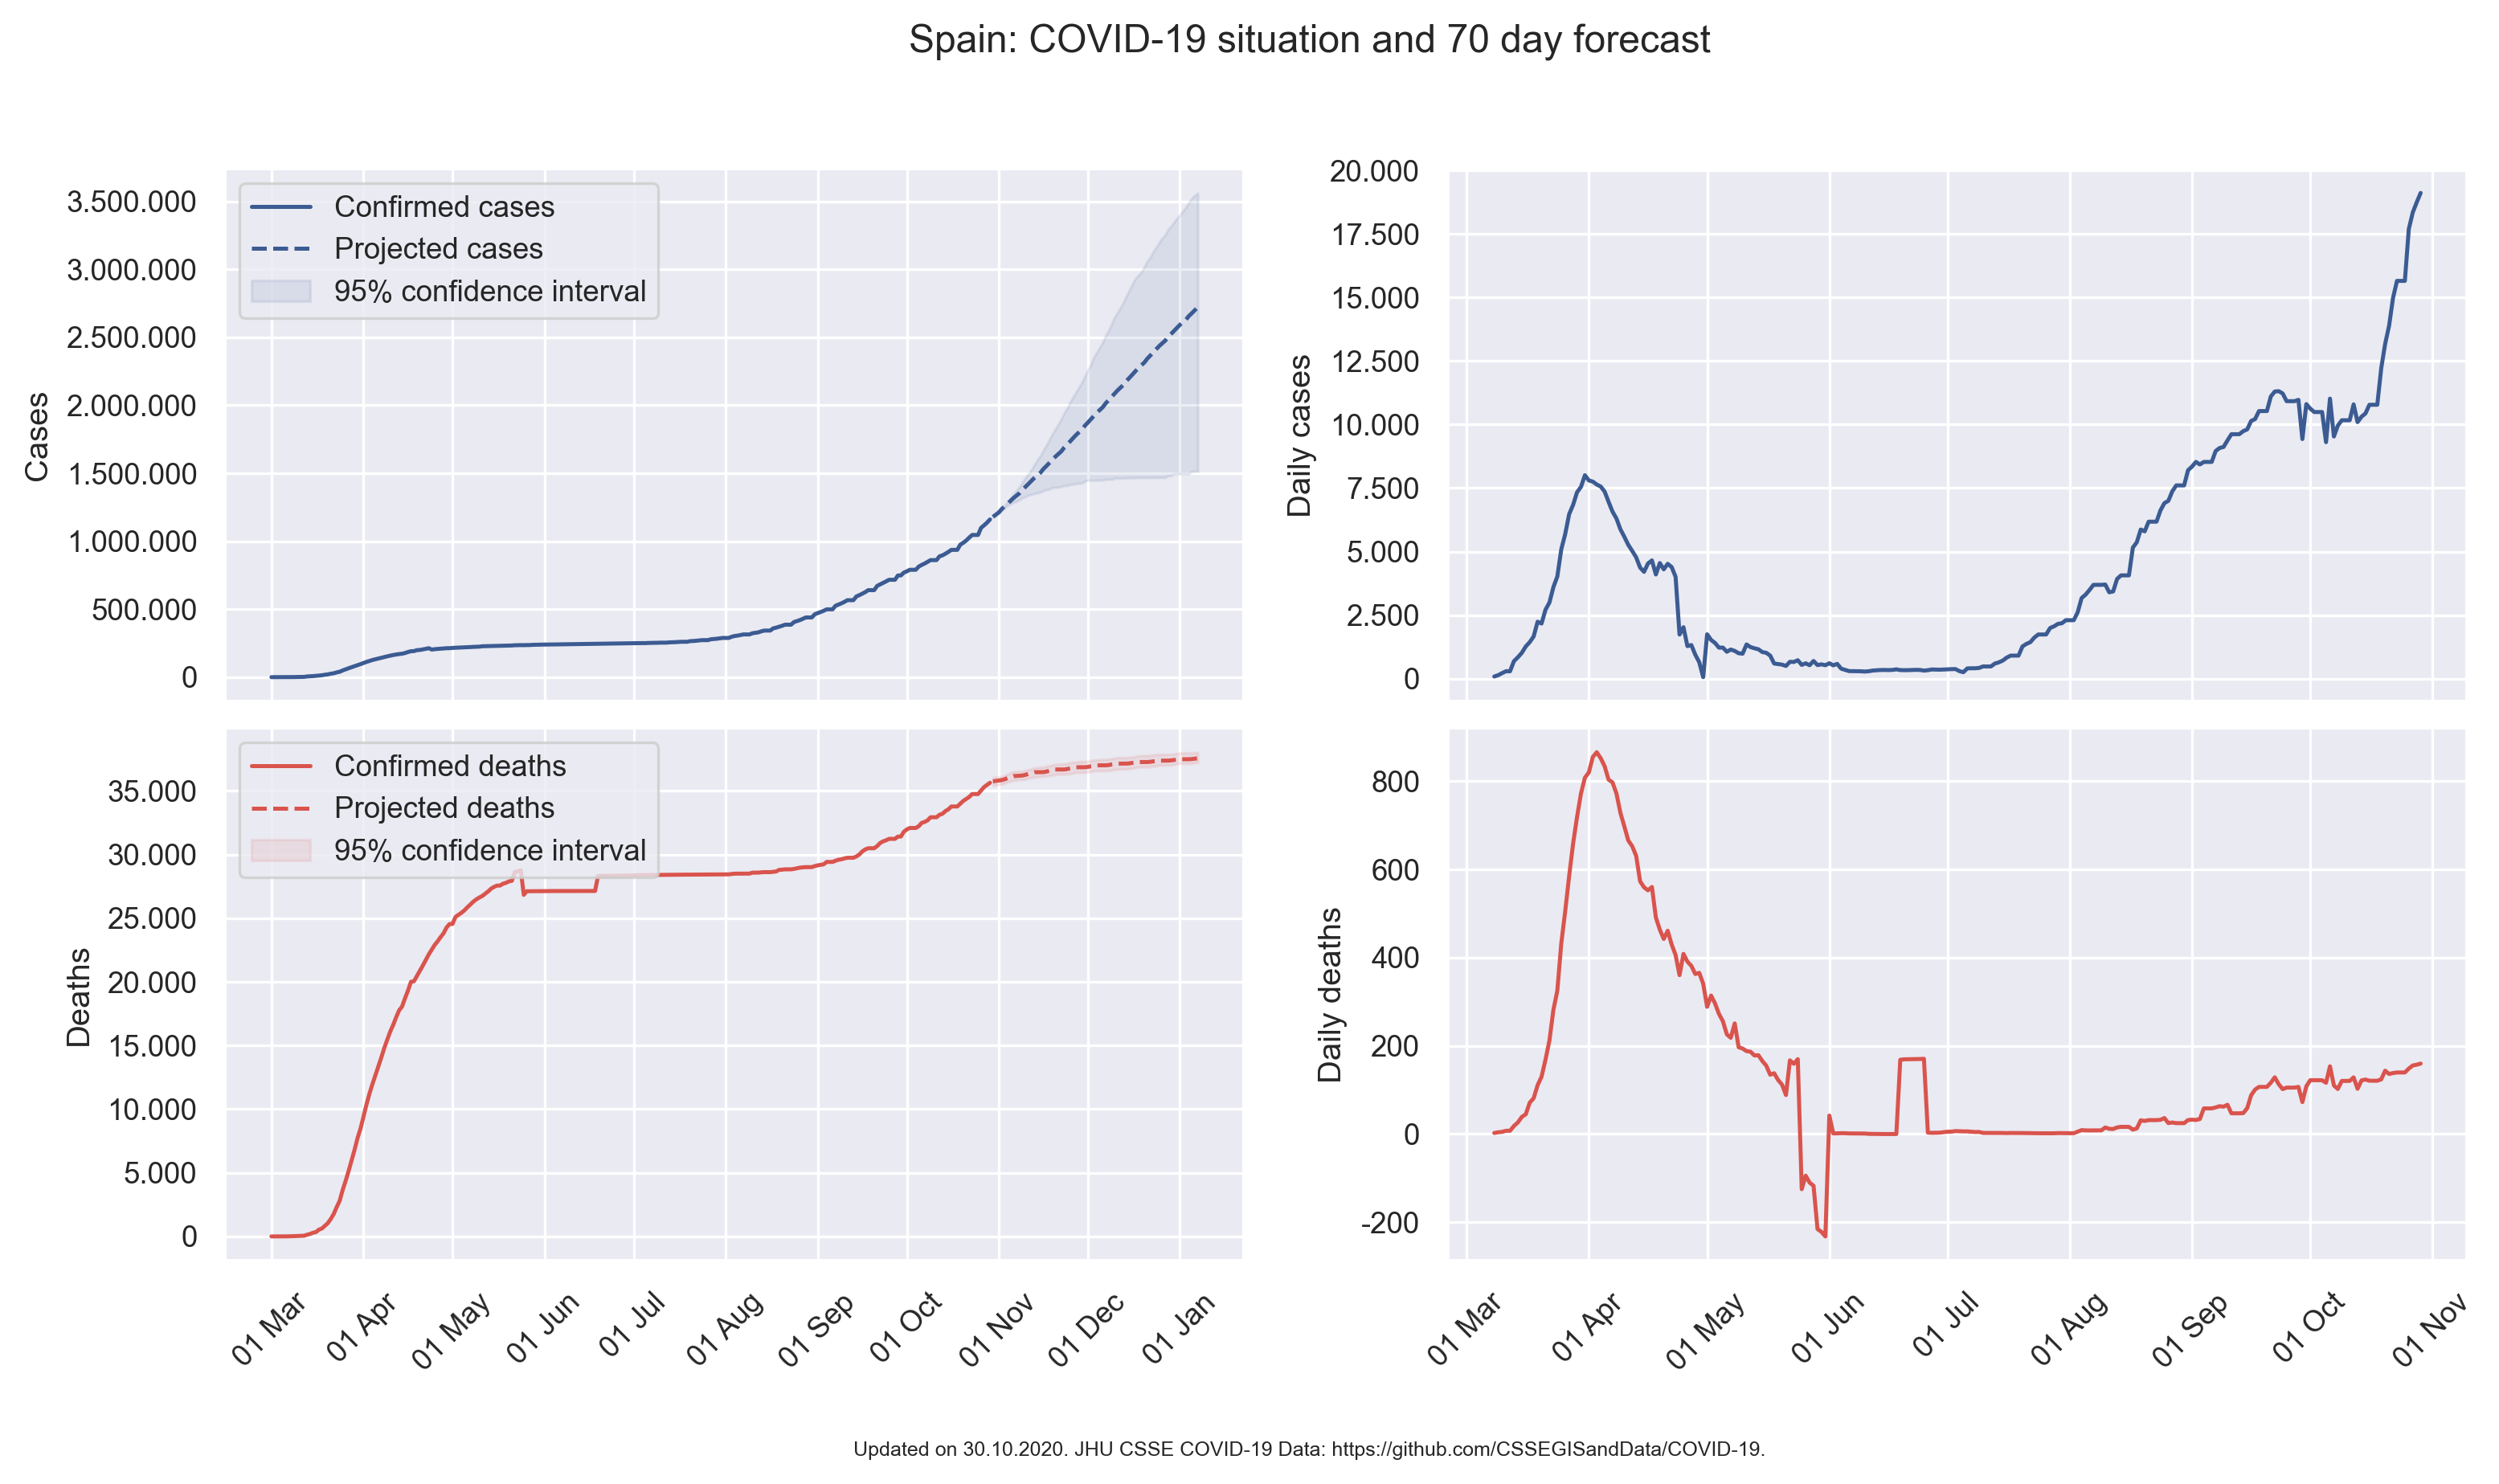 Spain: COVID-19 situation and 70 day forecast
Confirmed cases
Projected cases
95% confidence interval
Cases
3.500.000
3.000.000
2.500.000
2.000.000
1.500.000
1.000.000
500.000
0
Daily cases
20.000
17.500
15.000
12.500
10.000
7.500
5.000
2.500
0
Confirmed deaths
Projected deaths
95% confidence interval
Deaths
35.000
30.000
25.000
20.000
15.000
10.000
5.000
0
01 Mar
01 Apr
01 May
01 Jun
01 Jul
01 Aug
01 Sep
01 Oct
01 Nov
01 Dec
01 Jan
Daily deaths
800
600
400
200
0
-200
01 Mar
01 Apr
01 May
01 Jun
01 Jul
01 Aug
01 Sep
01 Oct
01 Nov
Updated on 30.10.2020. JHU CSSE COVID-19 Data: https://github.com/CSSEGISandData/COVID-19.